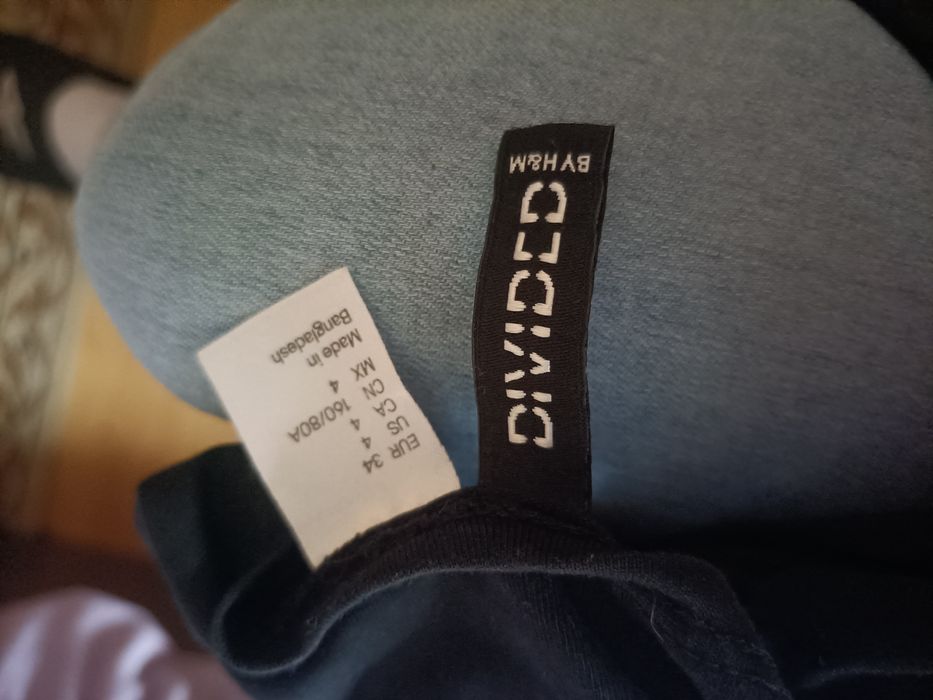 DIVIDED
BY H&M
EUR 34
US 4
CA 4
CN 160/80A
MX 4
Made in
Bangladesh